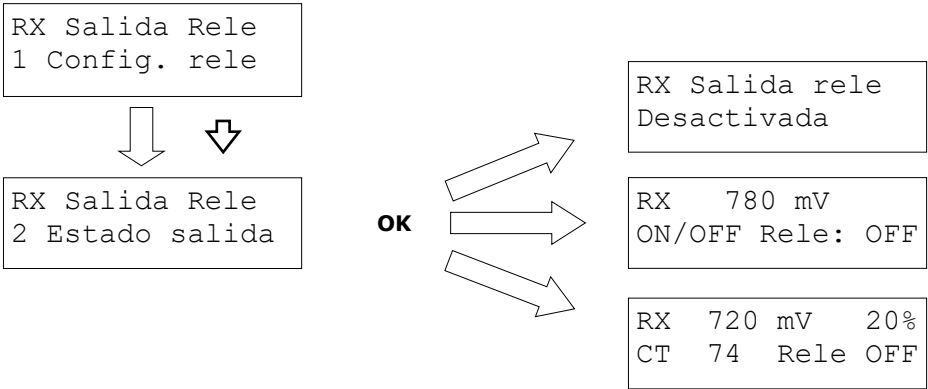 RX Salida Rele
1 Config. rele
RX Salida Rele
2 Estado salida
OK
RX Salida rele
Desactivada
RX 780 mV
ON/OFF Rele: OFF
RX 720 mV 20%
CT 74 Rele OFF